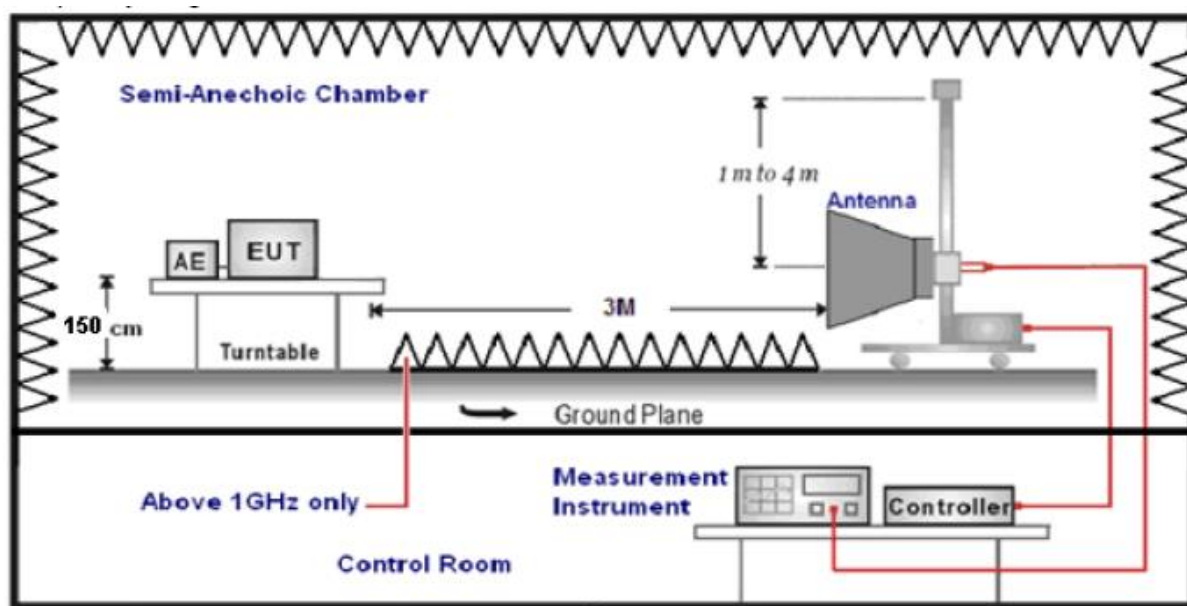 Semi-Anechoic Chamber
1 m to 4 m
Antenna
AE
EUT
150 cm
3M
Turntable
Ground Plane
Above 1GHz only
Measurement
Instrument
Controller
Control Room